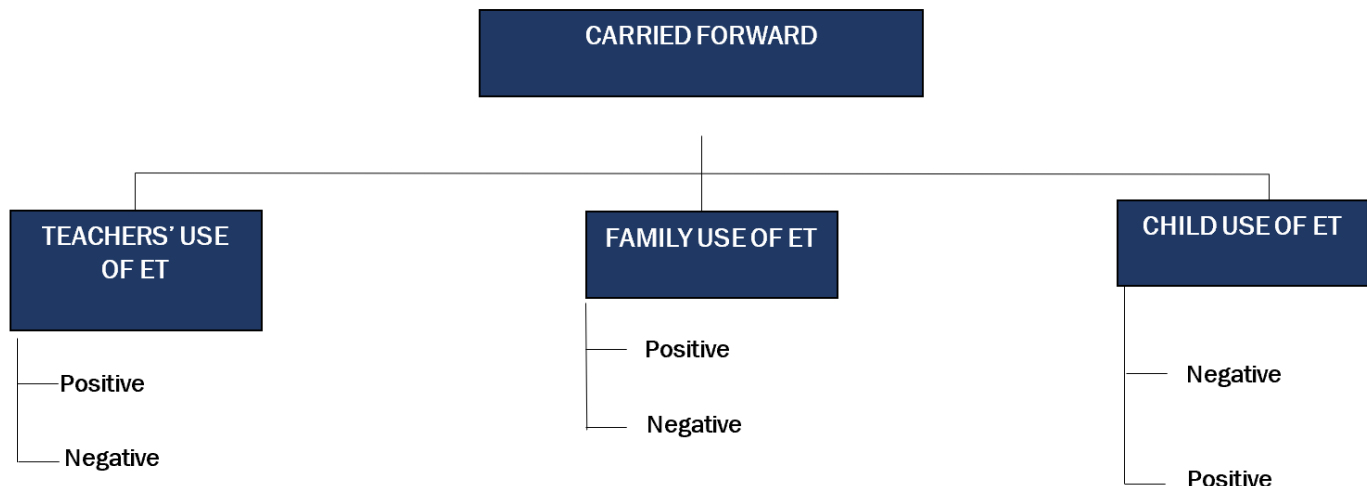 CARRIED FORWARD
TEACHERS’ USE
OF ET
Positive
Negative
FAMILY USE OF ET
Positive
Negative
CHILD USE OF ET
Negative
Positive